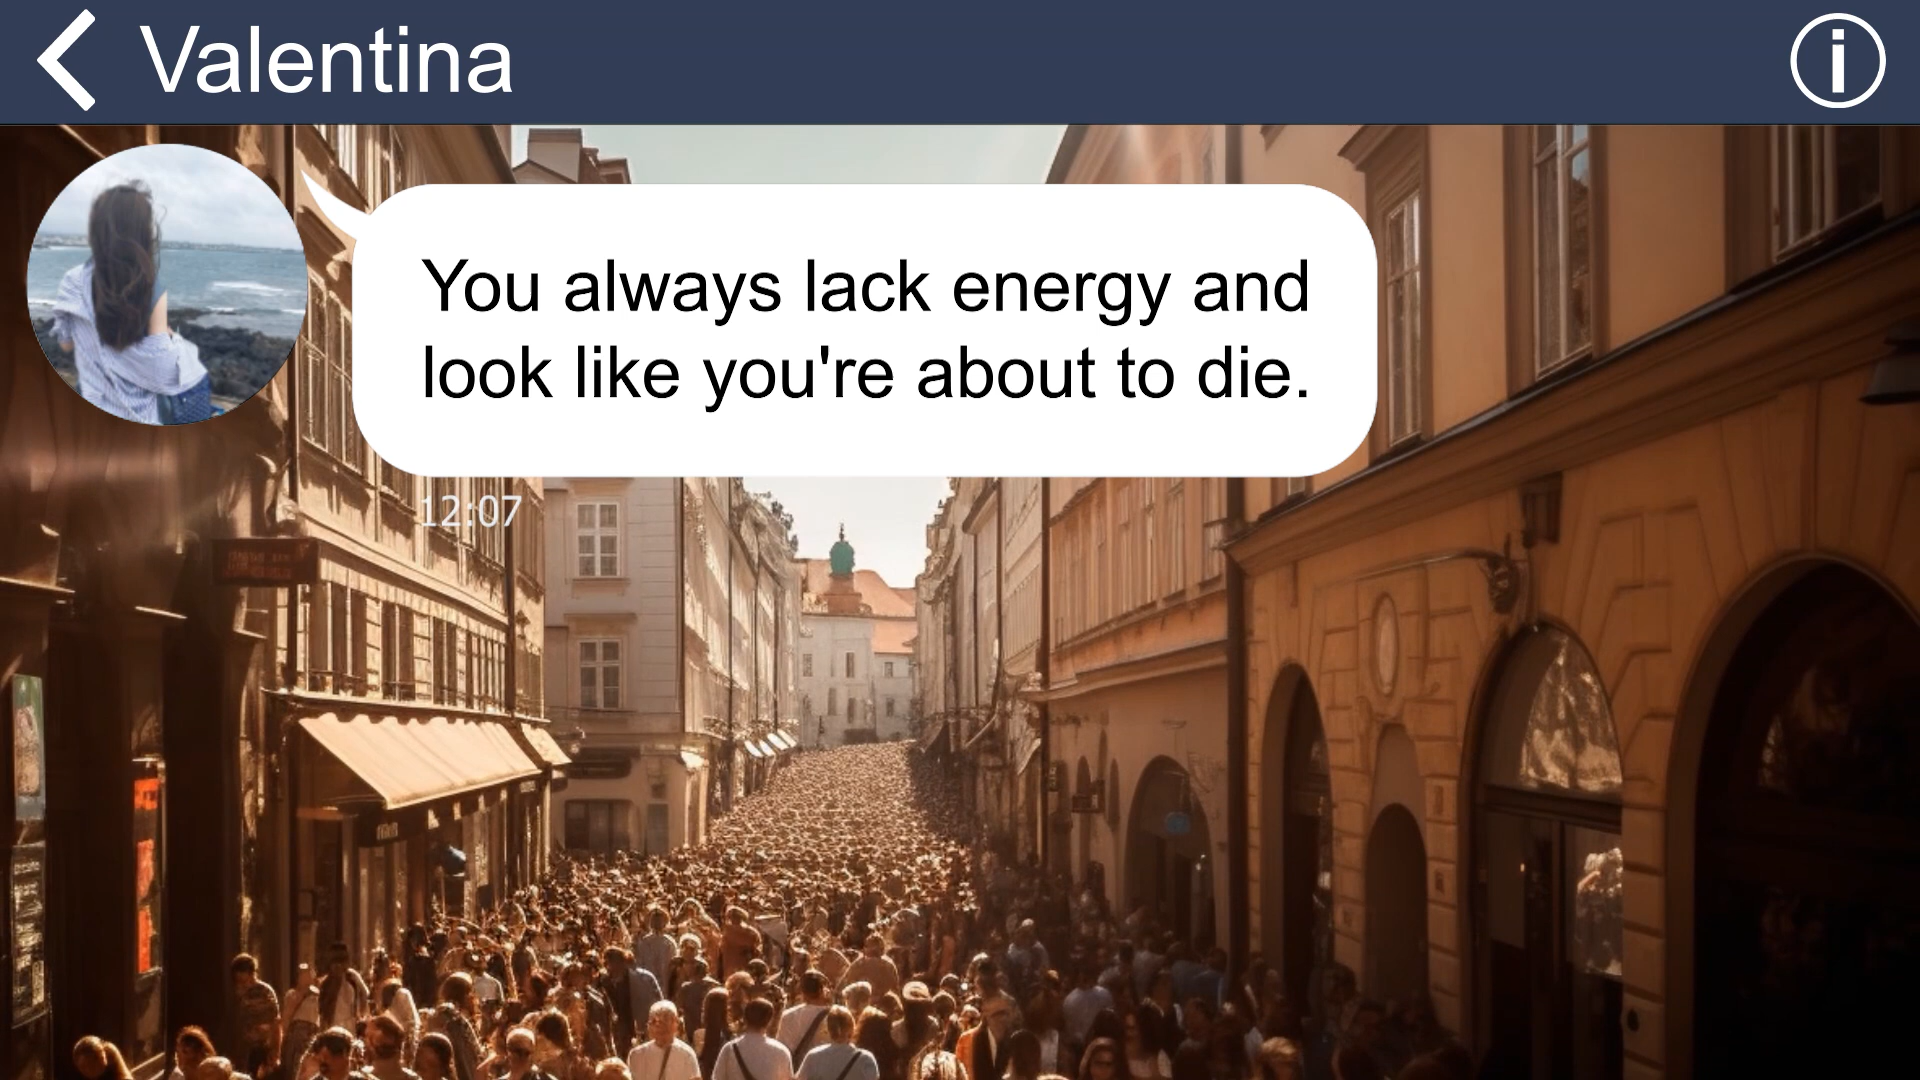 Valentina
You always lack energy and
look like you're about to die.
12:07